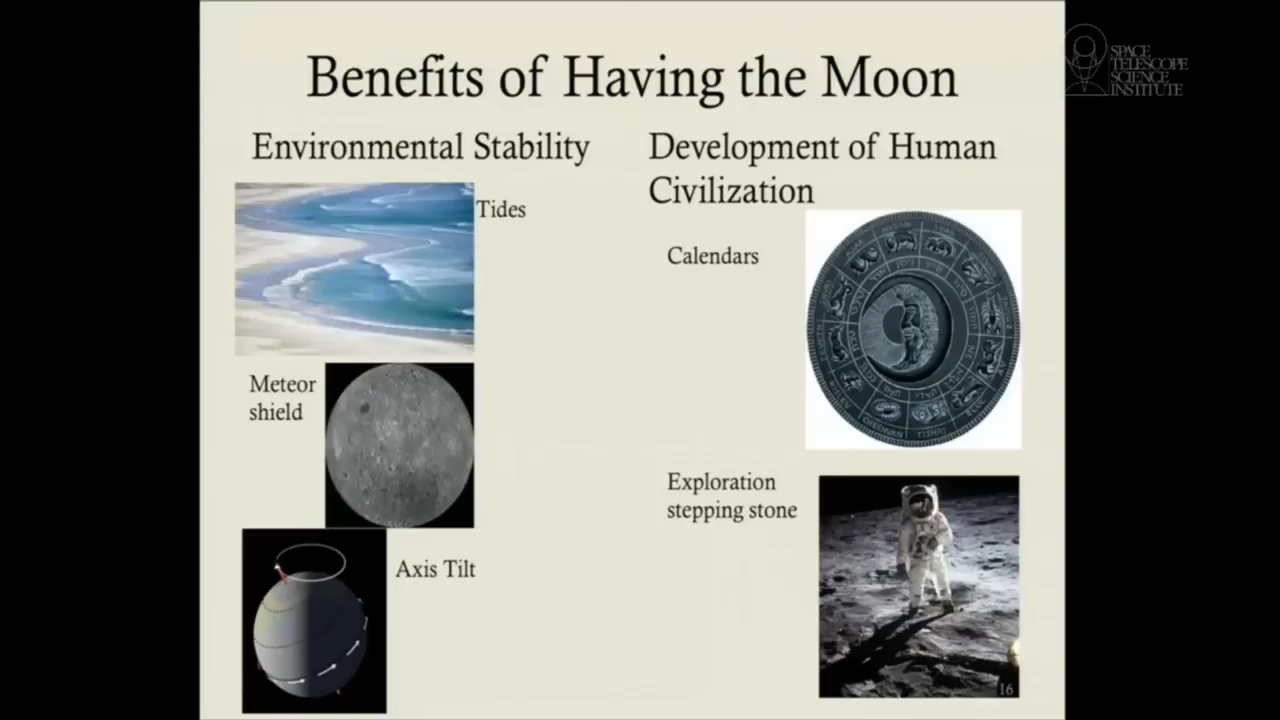 Benefits of Having the Moon
SPACE
TELESCOPE
SCIENCE
INSTITUTE
Environmental Stability
Development of Human
Civilization
Tides
Calendars
Meteor
shield
Exploration
stepping stone
Axis Tilt
16